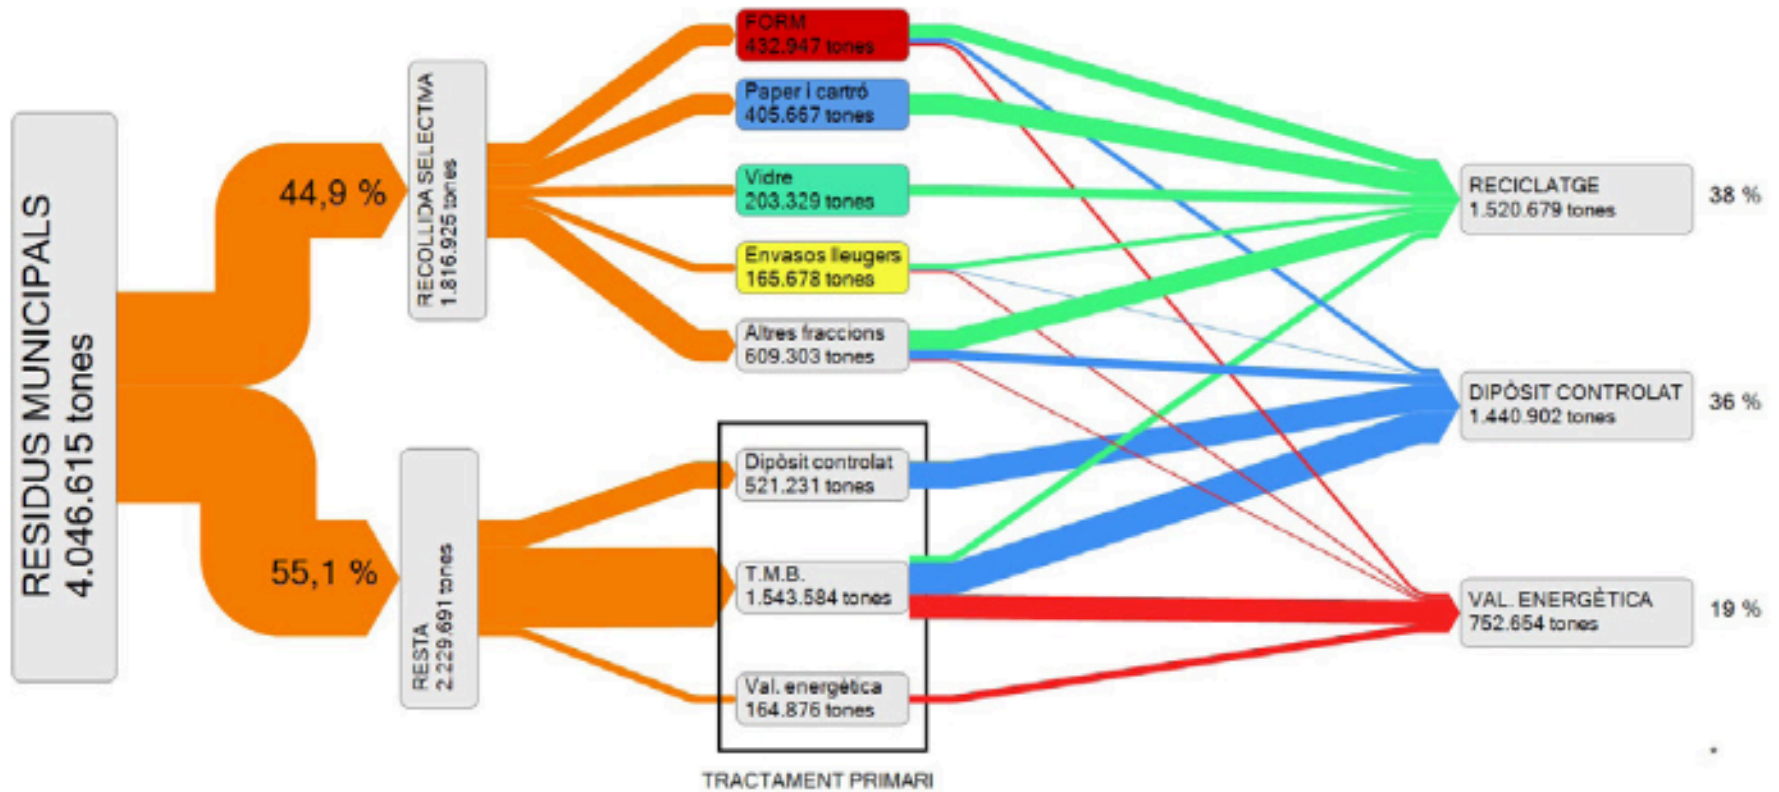 RESIDUS MUNICIPALS
4.046.615 tones
44,9 %
55,1 %
RECOLLIDA SELECTIVA
1.816.925 tones
RESTA
2.229.691 tones
FORM
432.947 tones
Paper i cartró
405.667 tones
Vidre
203.329 tones
Envasos lleugers
165.678 tones
Altres fraccions
609.303 tones
Dipòsit controlat
521.231 tones
T.M.B.
1.543.584 tones
Val. energètica
164.876 tones
TRACTAMENT PRIMARI
RECICLATGE
1.520.679 tones
38 %
DIPÒSIT CONTROLAT
1.440.902 tones
36 %
VAL. ENERGÈTICA
752.654 tones
19 %
*